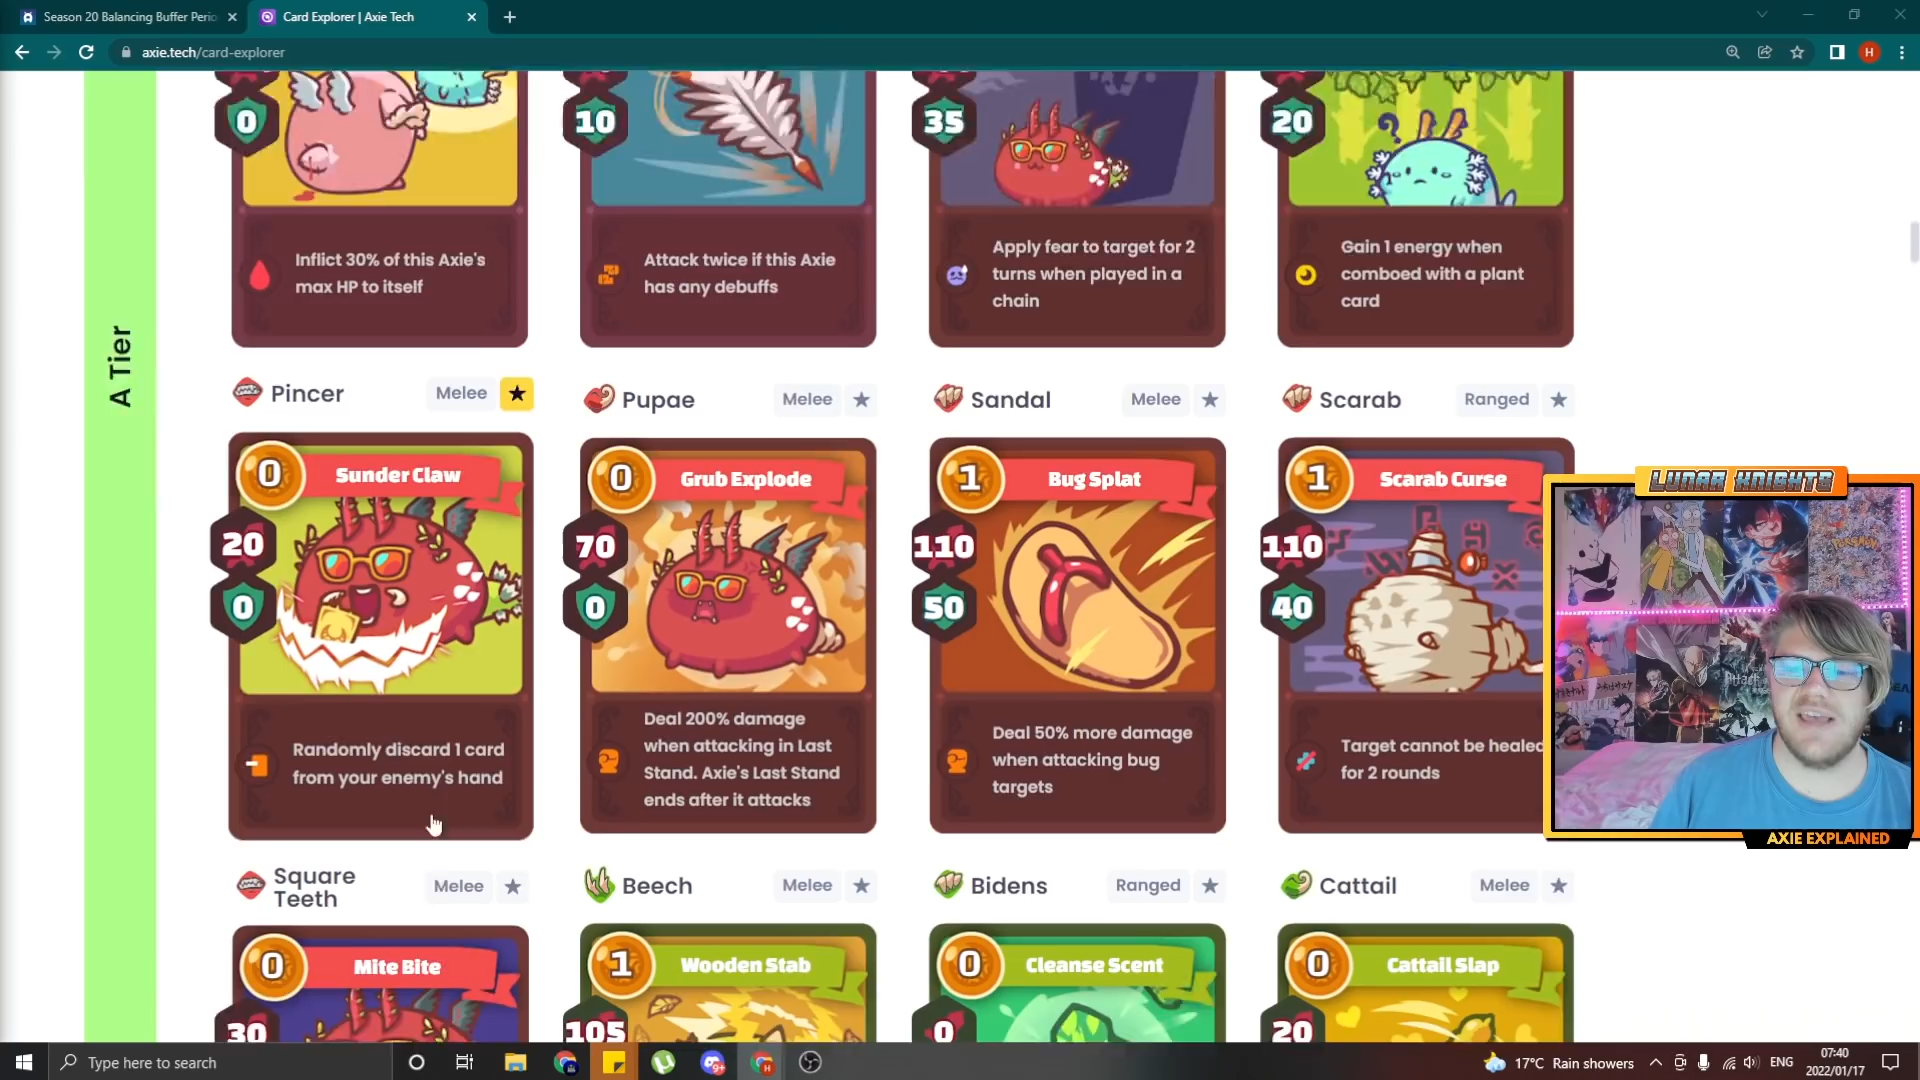 Season 20 Balancing Buffer Perio
Card Explorer | Axie Tech
axie.tech/card-explorer
H
A Tier
0
10
35
20
Inflict 30% of this Axie's
max HP to itself
Attack twice if this Axie
has any debuffs
Apply fear to target for 2
turns when played in a
chain
Gain 1 energy when
comboed with a plant
card
Pincer
Melee
Pupae
Melee
Sandal
Melee
Scarab
Ranged
0
Sunder Claw
20
0
Randomly discard 1 card
from your enemy's hand
0
Grub Explode
70
0
Deal 200% damage
when attacking in Last
Stand. Axie's Last Stand
ends after it attacks
1
Bug Splat
110
50
Deal 50% more damage
when attacking bug
targets
1
Scarab Curse
110
40
Target cannot be healed
for 2 rounds
LUNAR KNIGHTS
AXIE EXPLAINED
Square
Teeth
Melee
Beech
Melee
Bidens
Ranged
Cattail
Melee
0
Mite Bite
30
1
Wooden Stab
105
0
Cleanse Scent
0
0
Cattail Slap
20
Type here to search
9+
H
17°C Rain showers
ENG
07:40
2022/01/17